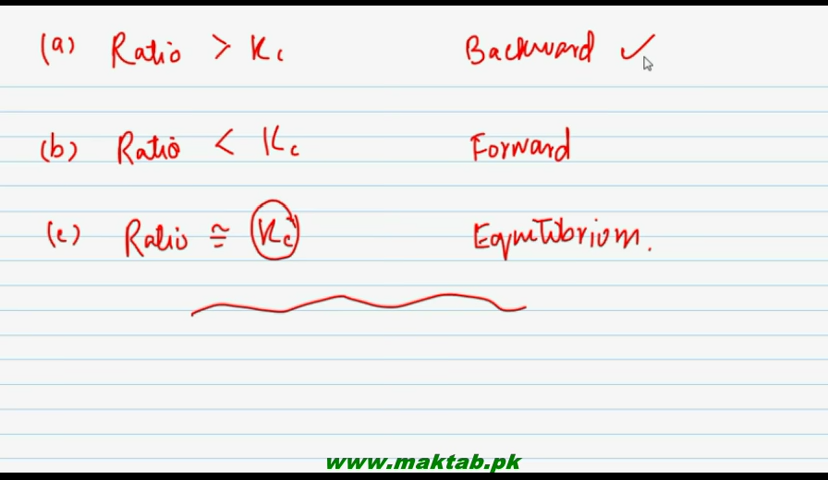 (a) Ratio > Kc Backward ✓
(b) Ratio < Kc Forward
(c) Ratio ≅ Kc Equilibrium.
www.maktab.pk